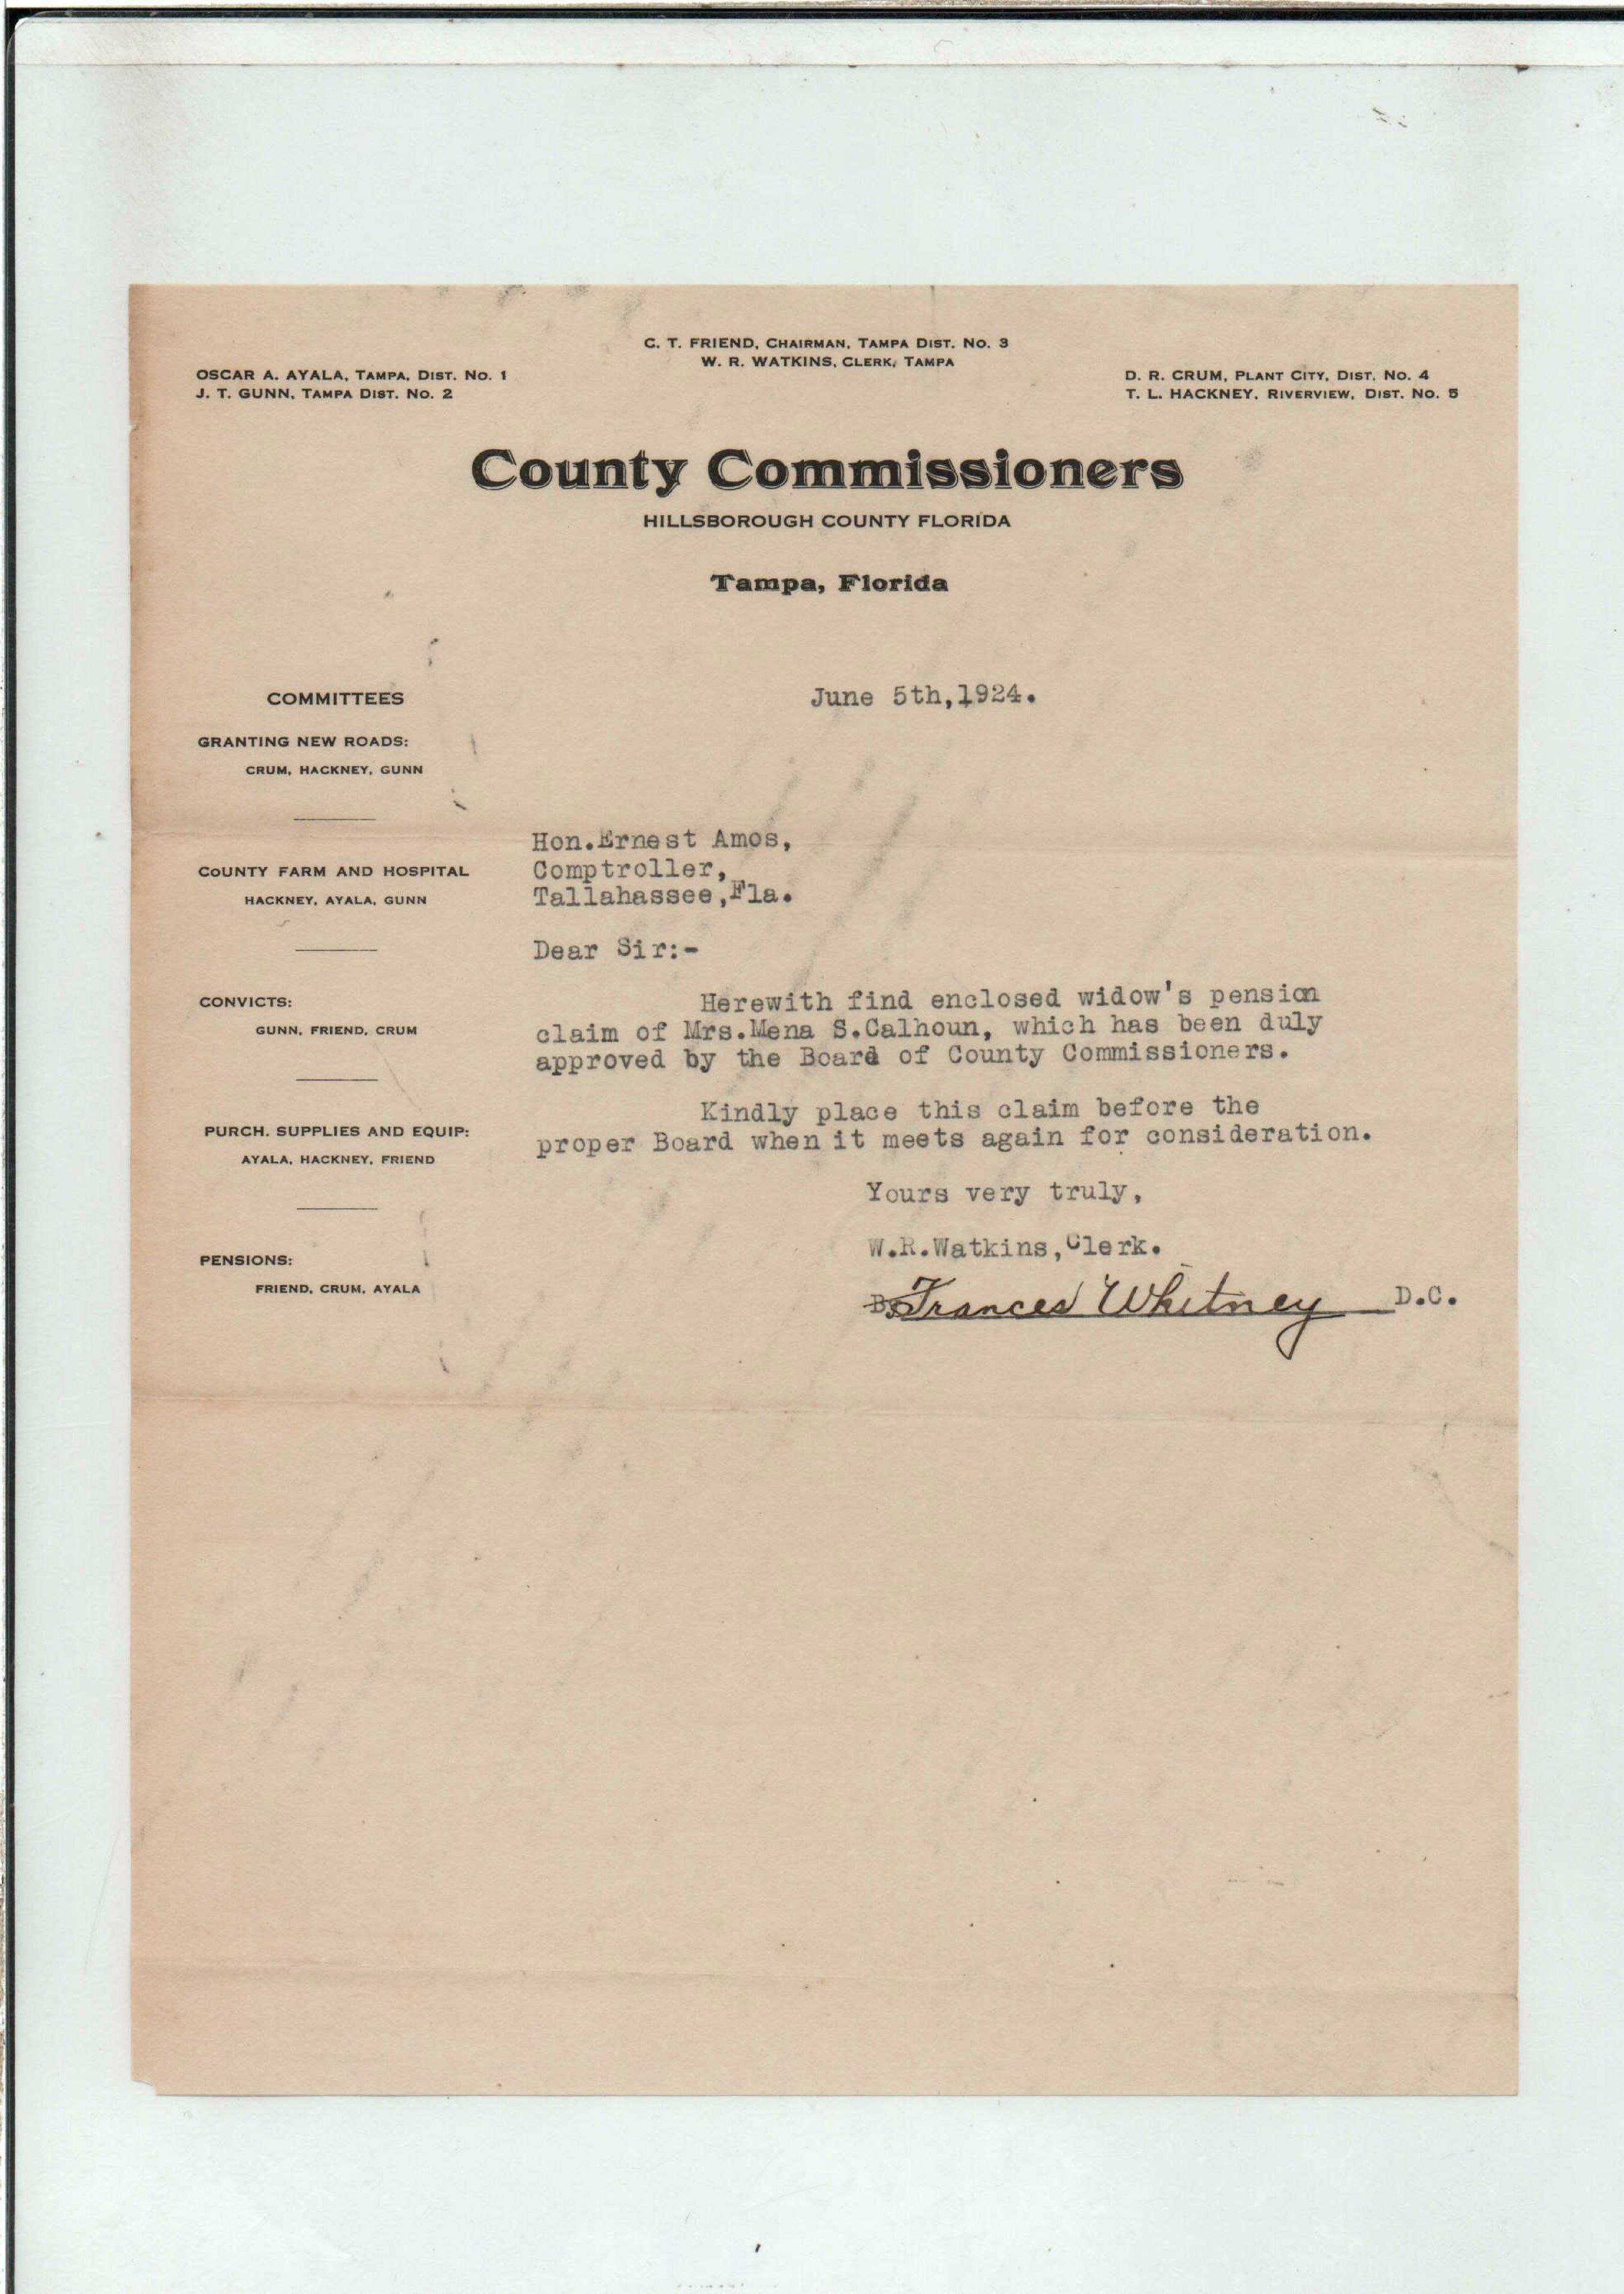 C. T. FRIEND, CHAIRMAN, TAMPA DIST. NO. 3
W. R. WATKINS, CLERK, TAMPA
OSCAR A. AYALA, TAMPA, DIST. NO. 1
J. T. GUNN, TAMPA DIST. NO. 2
D. R. CRUM, PLANT CITY, DIST. NO. 4
T. L. HACKNEY, RIVERVIEW, DIST. NO. 5
County Commissioners
HILLSBOROUGH COUNTY FLORIDA
Tampa, Florida
June 5th,1924.
COMMITTEES
GRANTING NEW ROADS:
CRUM, HACKNEY, GUNN
COUNTY FARM AND HOSPITAL
HACKNEY, AYALA, GUNN
CONVICTS:
GUNN, FRIEND, CRUM
PURCH. SUPPLIES AND EQUIP:
AYALA, HACKNEY, FRIEND
PENSIONS:
FRIEND, CRUM, AYALA
Hon.Ernest Amos,
Comptroller,
Tallahassee,Fla.
Dear Sir:-
Herewith find enclosed widow's pension
claim of Mrs.Mena S.Calhoun, which has been duly
approved by the Board of County Commissioners.
Kindly place this claim before the
proper Board when it meets again for consideration.
Yours very truly,
W.R.Watkins,Clerk.
Frances Whitney D.C.